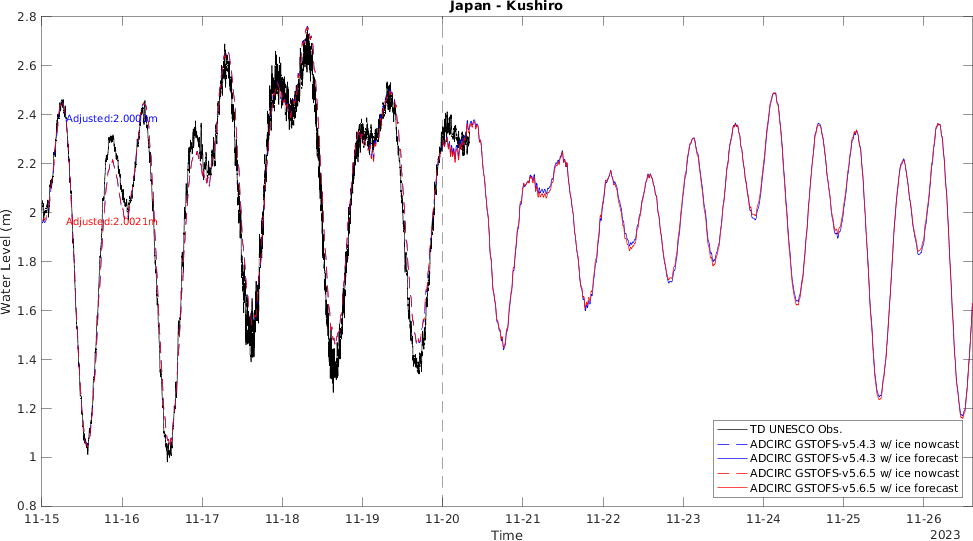 Japan - Kushiro
2.8
2.6
2.4
2.2
2
1.8
1.6
1.4
1.2
1
0.8
Water Level (m)
Adjusted:2.0021m
TD UNESCO Obs.
ADCIRC GSTOFS-v5.4.3 w/ ice nowcast
ADCIRC GSTOFS-v5.4.3 w/ ice forecast
ADCIRC GSTOFS-v5.6.5 w/ ice nowcast
ADCIRC GSTOFS-v5.6.5 w/ ice forecast
11-15 11-16 11-17 11-18 11-19 11-20 11-21 11-22 11-23 11-24 11-25 11-26
2023
Time